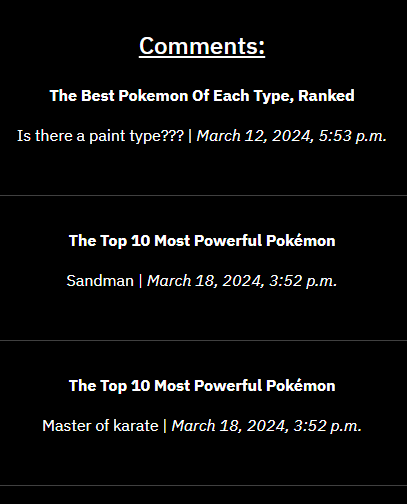 Comments:
The Best Pokemon Of Each Type, Ranked
Is there a paint type??? | March 12, 2024, 5:53 p.m.
The Top 10 Most Powerful Pokémon
Sandman | March 18, 2024, 3:52 p.m.
The Top 10 Most Powerful Pokémon
Master of karate | March 18, 2024, 3:52 p.m.